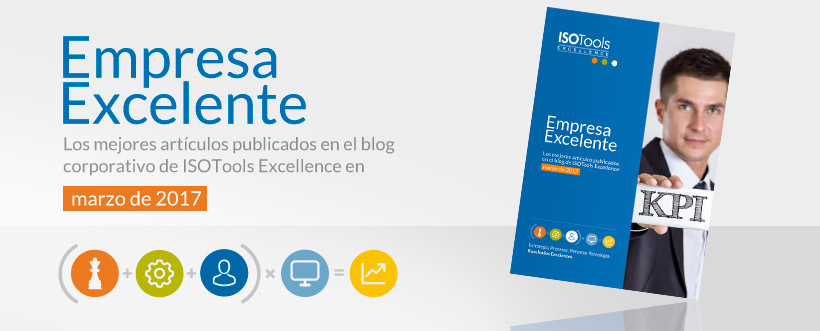 Empresa
Excelente
Los mejores artículos publicados en el blog
corporativo de ISOTools Excellence en
marzo de 2017
ISOTools
EXCELLENCE
Empresa
Excelente
Los mejores artículos publicados
en el blog de ISOTools Excellence
marzo de 2017
KPI
Estrategia, Procesos, Personas Tecnología.
Resultados Excelentes.